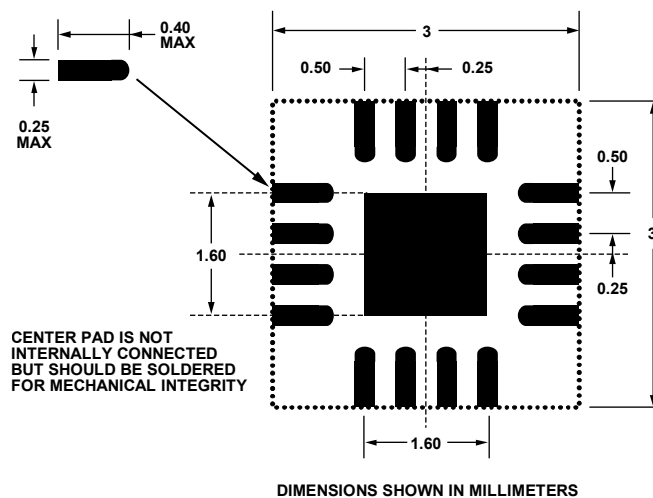 0.40
MAX
3
0.50
0.25
0.25
MAX
0.50
1.60
3
0.25
CENTER PAD IS NOT
INTERNALLY CONNECTED
BUT SHOULD BE SOLDERED
FOR MECHANICAL INTEGRITY
1.60
DIMENSIONS SHOWN IN MILLIMETERS